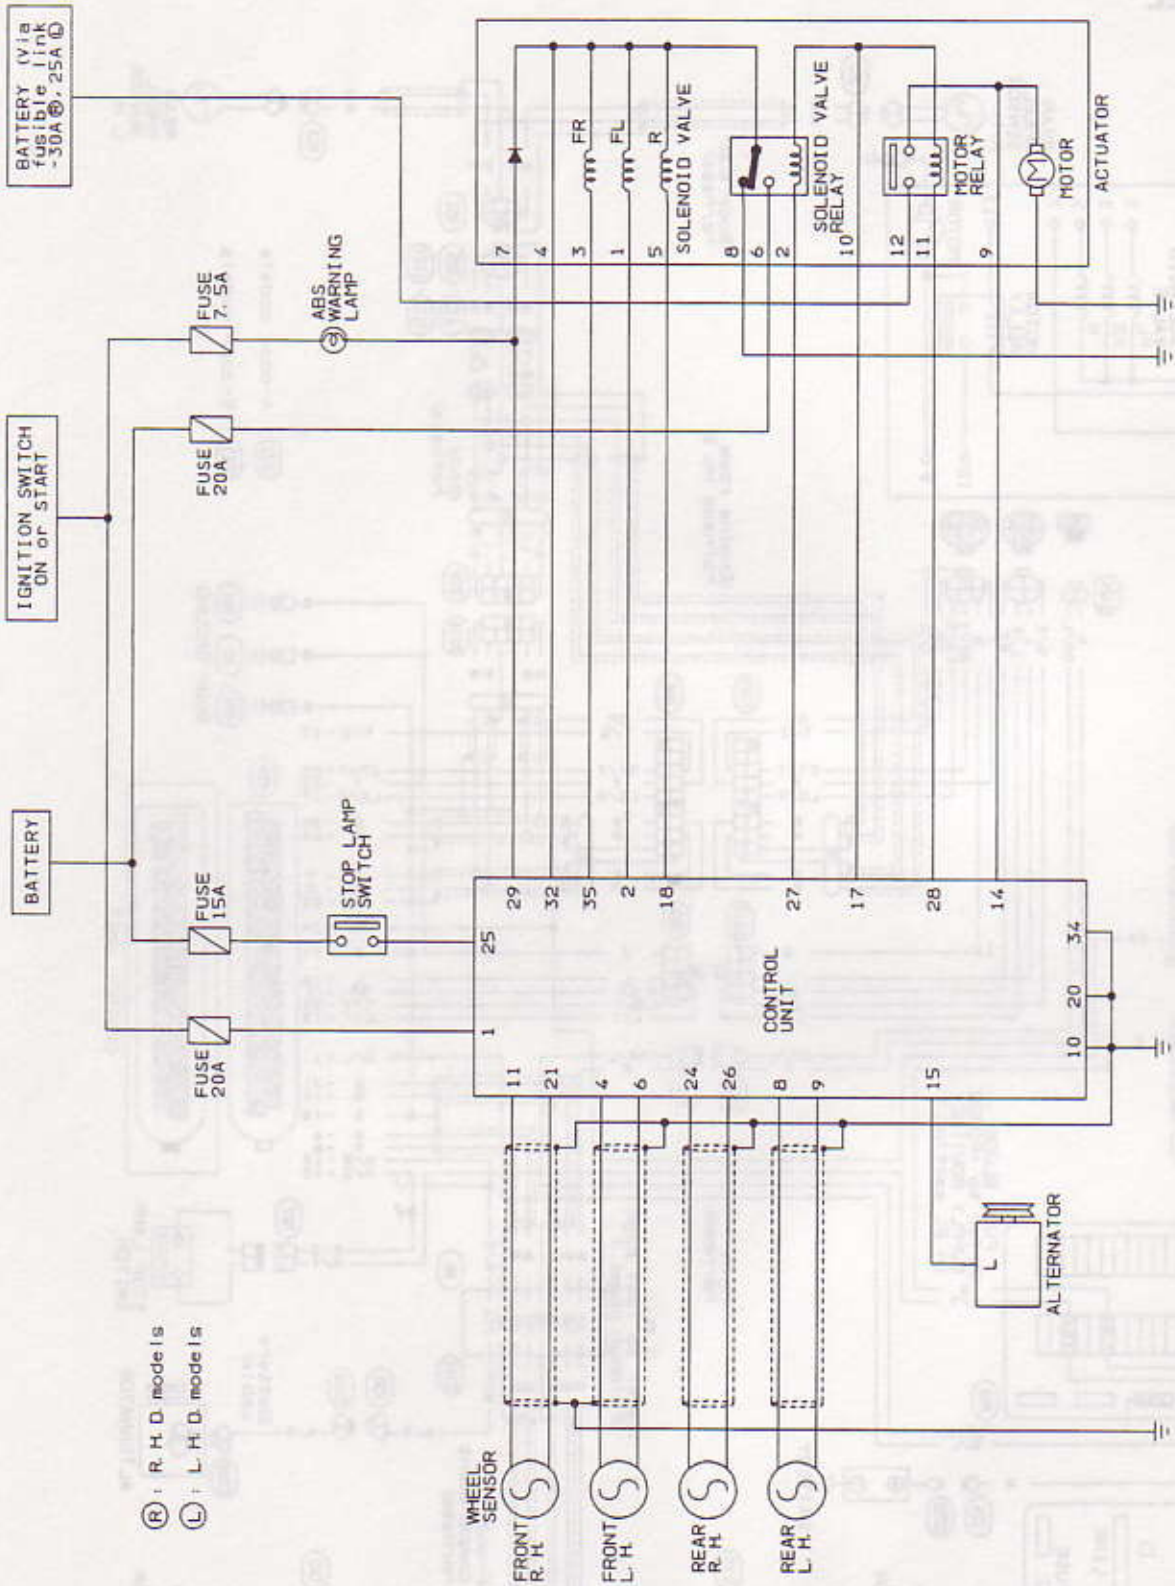 BATTERY (Via
fusible link
-30A Ⓡ, 25A Ⓛ)
IGNITION SWITCH
ON or START
BATTERY
FUSE
7.5A
FUSE
20A
FUSE
15A
FUSE
20A
ABS
WARNING
LAMP
STOP LAMP
SWITCH
Ⓡ : R. H. D. models
Ⓛ : L. H. D. models
7
4
3
1
5
8
6
2
10
12
11
9
FR
FL
R
SOLENOID VALVE
SOLENOID VALVE
RELAY
MOTOR
RELAY
M
MOTOR
ACTUATOR
25
1
29
32
35
2
18
27
17
28
14
CONTROL
UNIT
34
20
10
11
21
4
6
24
26
8
9
15
L
ALTERNATOR
WHEEL
SENSOR
FRONT
R. H.
FRONT
L. H.
REAR
R. H.
REAR
L. H.